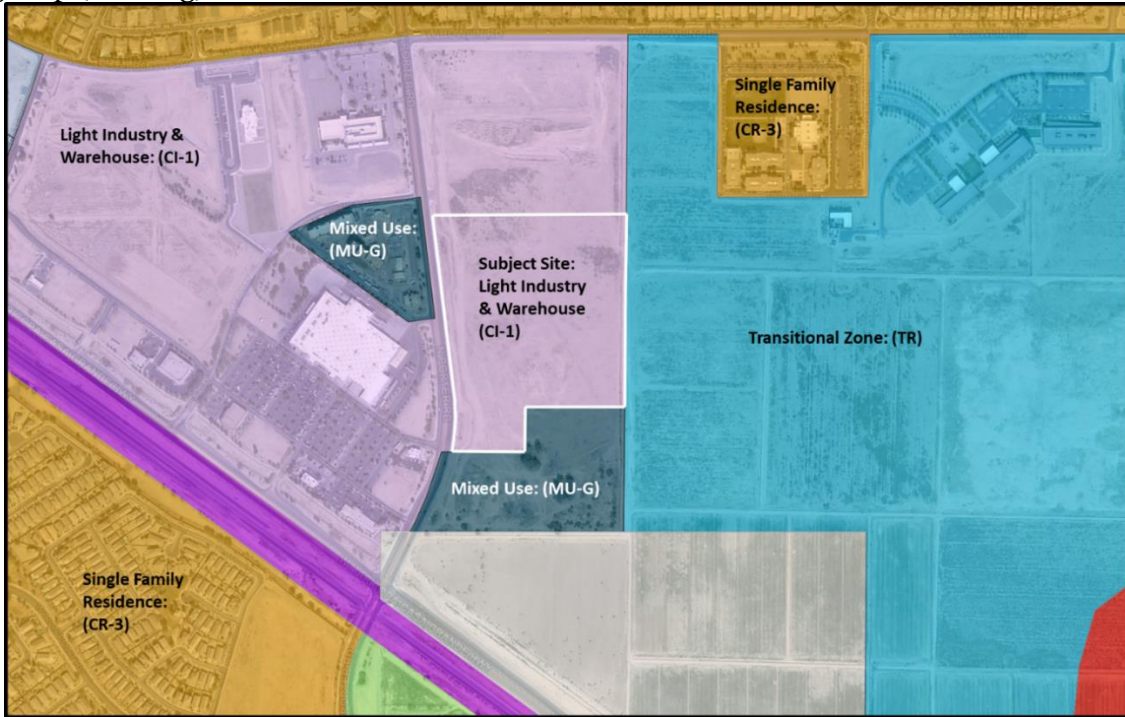 Single Family
Residence:
(CR-3)
Light Industry &
Warehouse: (CI-1)
Mixed Use:
(MU-G)
Subject Site:
Light Industry
& Warehouse
(CI-1)
Transitional Zone: (TR)
Mixed Use: (MU-G)
Single Family
Residence:
(CR-3)